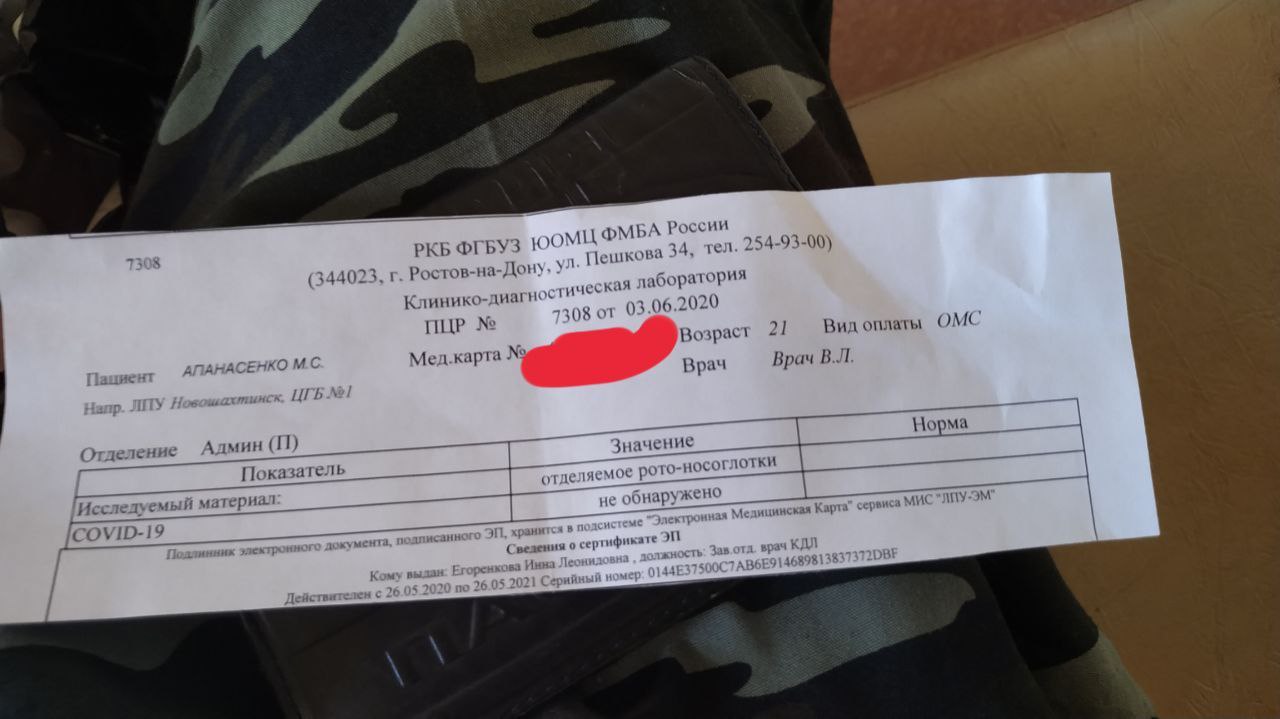 7308
РКБ ФГБУЗ ЮОМЦ ФМБА России
(344023, г. Ростов-на-Дону, ул. Пешкова 34, тел. 254-93-00)
Клинико-диагностическая лаборатория
ПЦР № 7308 от 03.06.2020
Пациент АПАНАСЕНКО М.С. Мед.карта № Возраст 21 Вид оплаты ОМС
Напр. ЛПУ Новошахтинск, ЦГБ №1 Врач Врач В.Л.
Отделение Админ (П)
Показатель Значение Норма
Исследуемый материал: отделяемое рото-носоглотки
COVID-19 не обнаружено
Подлинник электронного документа, подписанного ЭП, хранится в подсистеме "Электронная Медицинская Карта" сервиса МИС "ЛПУ-ЭМ"
Сведения о сертификате ЭП
Кому выдан: Егоренкова Инна Леонидовна , должность: Зав.отд. врач КДЛ
Действителен с 26.05.2020 по 26.05.2021 Серийный номер: 0144E37500C7AB6E914689813837372DBF